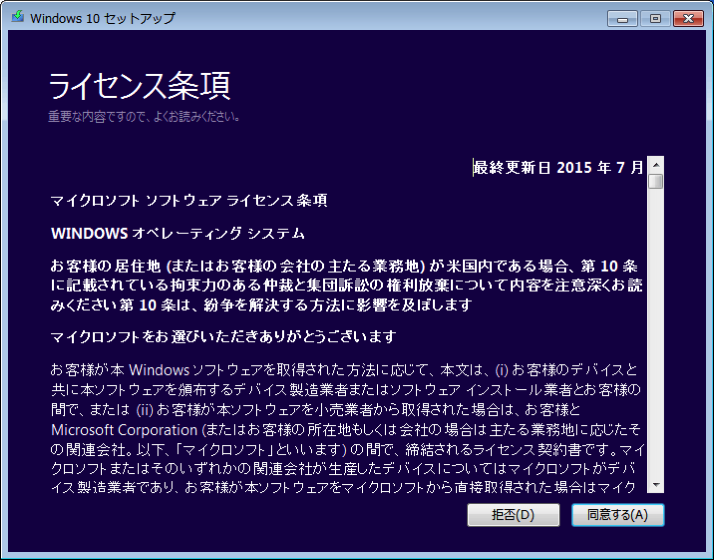 Windows 10 セットアップ
ライセンス条項
重要な内容ですので、よくお読みください。
最終更新日 2015 年 7 月
マイクロソフト ソフトウェア ライセンス条項
WINDOWS オペレーティング システム
お客様の居住地 (またはお客様の会社の主たる業務地) が米国内である場合、第 10 条
に記載されている拘束力のある仲裁と集団訴訟の権利放棄について内容を注意深くお読
みください第 10 条は、紛争を解決する方法に影響を及ぼします
マイクロソフトをお選びいただきありがとうございます
お客様が本 Windowsソフトウェアを取得された方法に応じて、本文は、(i) お客様のデバイスと
共に本ソフトウェアを頒布するデバイス製造業者またはソフトウェア インストール業者とお客様の
間で、または (ii) お客様が本ソフトウェアを小売業者から取得された場合は、お客様と
Microsoft Corporation (またはお客様の所在地もしくは会社の場合は主たる業務地に応じたそ
の関連会社。以下、「マイクロソフト」といいます) の間で、締結されるライセンス契約書です。マイ
クロソフトまたはそのいずれかの関連会社が生産したデバイスについてはマイクロソフトがデバ
イス製造業者であり、お客様が本ソフトウェアをマイクロソフトから直接取得された場合はマイク
拒否(D)
同意する(A)